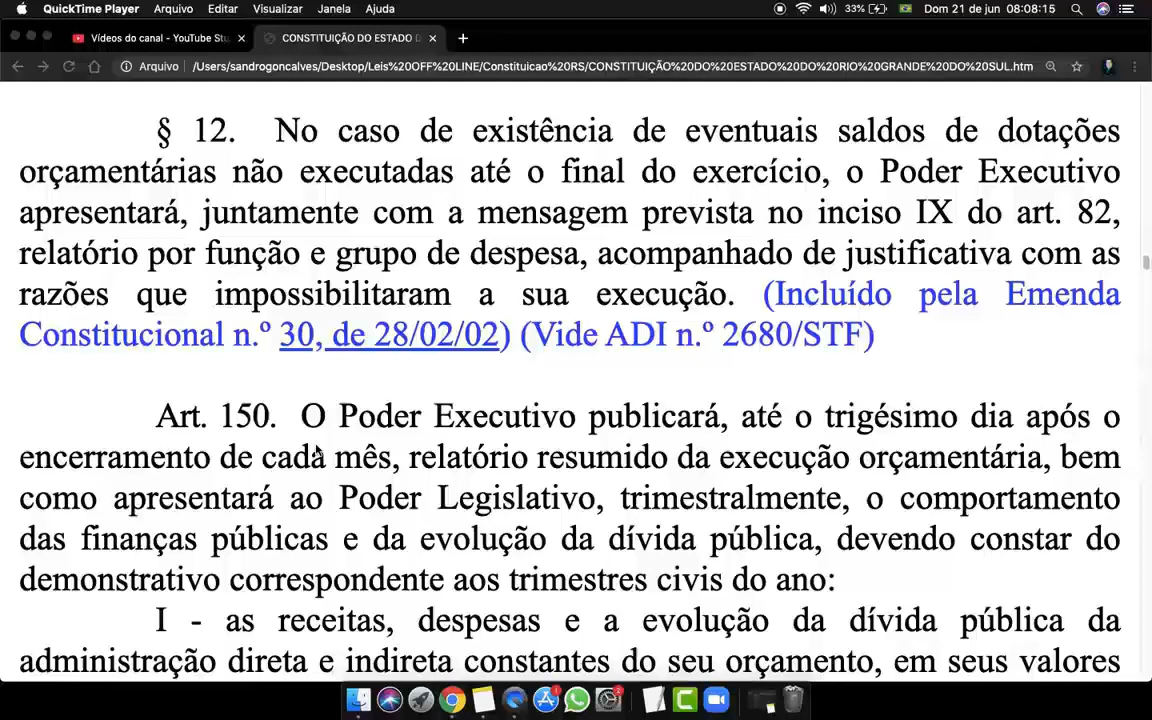 QuickTime Player Arquivo Editar Visualizar Janela Ajuda 33% Dom 21 de jun 08:08:15
Vídeos do canal - YouTube Stu × CONSTITUIÇÃO DO ESTADO D × +
Arquivo /Users/sandrogoncalves/Desktop/Leis%20OFF%20LINE/Constituicao%20RS/CONSTITUIÇÃO%20DO%20ESTADO%20DO%20RIO%20GRANDE%20DO%20SUL.htm
§ 12. No caso de existência de eventuais saldos de dotações
orçamentárias não executadas até o final do exercício, o Poder Executivo
apresentará, juntamente com a mensagem prevista no inciso IX do art. 82,
relatório por função e grupo de despesa, acompanhado de justificativa com as
razões que impossibilitaram a sua execução. (Incluído pela Emenda
Constitucional n.º 30, de 28/02/02) (Vide ADI n.º 2680/STF)
Art. 150. O Poder Executivo publicará, até o trigésimo dia após o
encerramento de cada mês, relatório resumido da execução orçamentária, bem
como apresentará ao Poder Legislativo, trimestralmente, o comportamento
das finanças públicas e da evolução da dívida pública, devendo constar do
demonstrativo correspondente aos trimestres civis do ano:
I - as receitas, despesas e a evolução da dívida pública da
administração direta e indireta constantes do seu orçamento, em seus valores